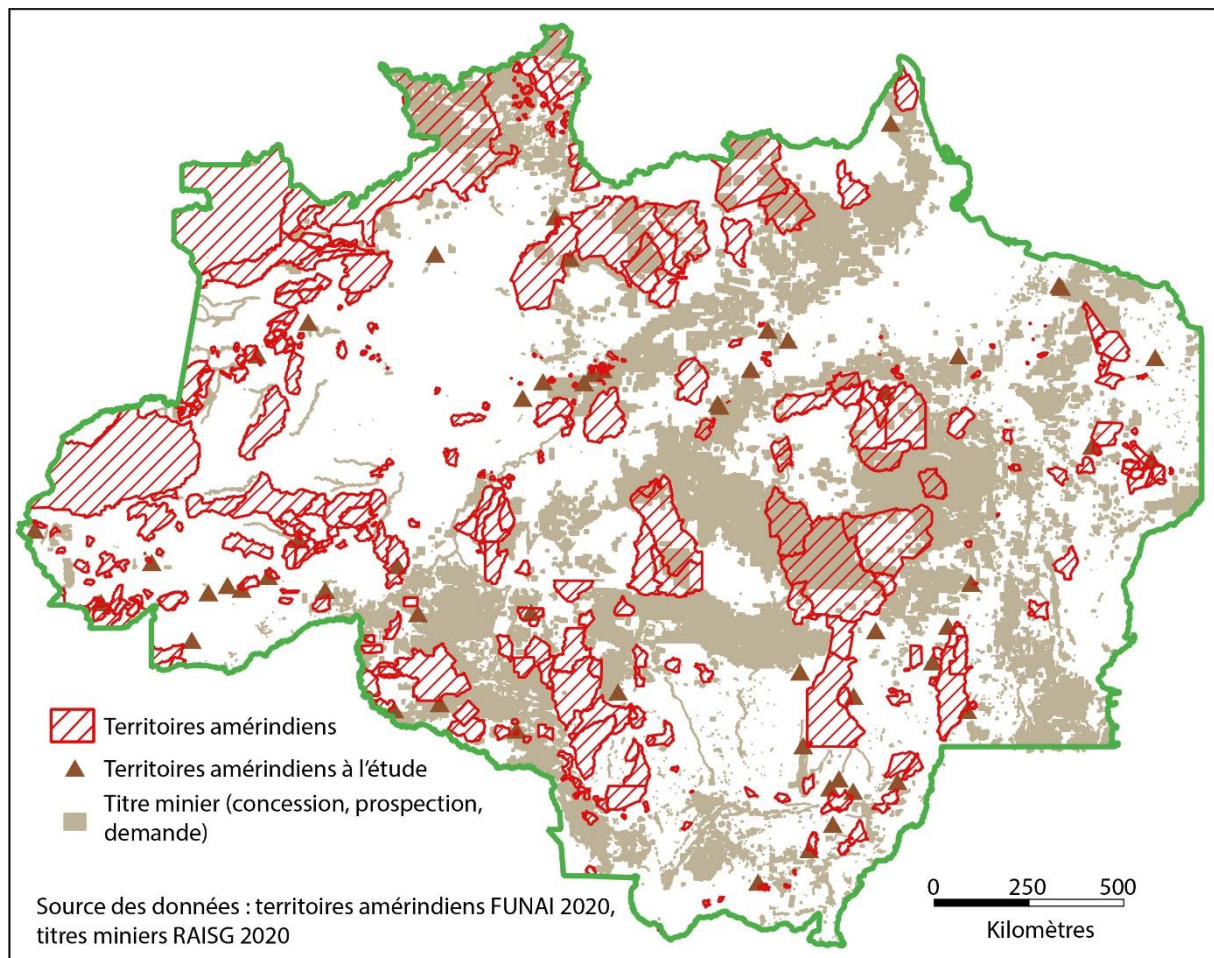 Territoires amérindiens
Territoires amérindiens à l’étude
Titre minier (concession, prospection,
demande)
Source des données : territoires amérindiens FUNAI 2020,
titres miniers RAISG 2020
0 250 500
Kilomètres